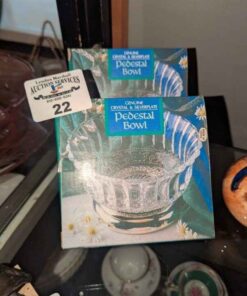 GENUINE
CRYSTAL & SILVERPLATE
Pedestal
Bowl
AUCTION SERVICES
22
GENUINE
CRYSTAL & SILVERPLATE
Pedestal
Bowl